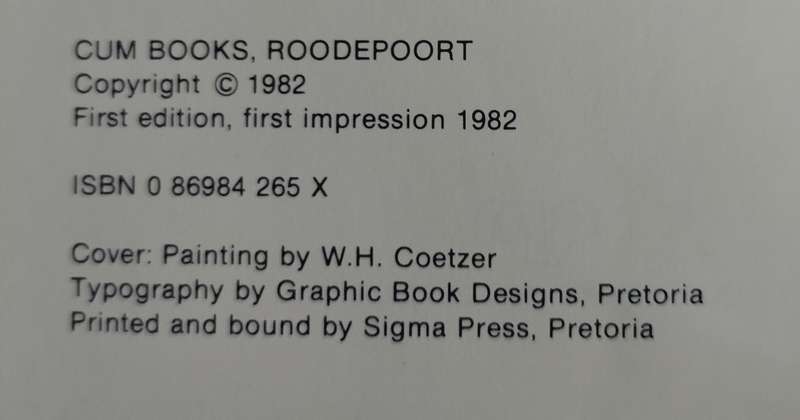 CUM BOOKS, ROODEPOORT
Copyright © 1982
First edition, first impression 1982
ISBN 0 86984 265 X
Cover: Painting by W.H. Coetzer
Typography by Graphic Book Designs, Pretoria
Printed and bound by Sigma Press, Pretoria